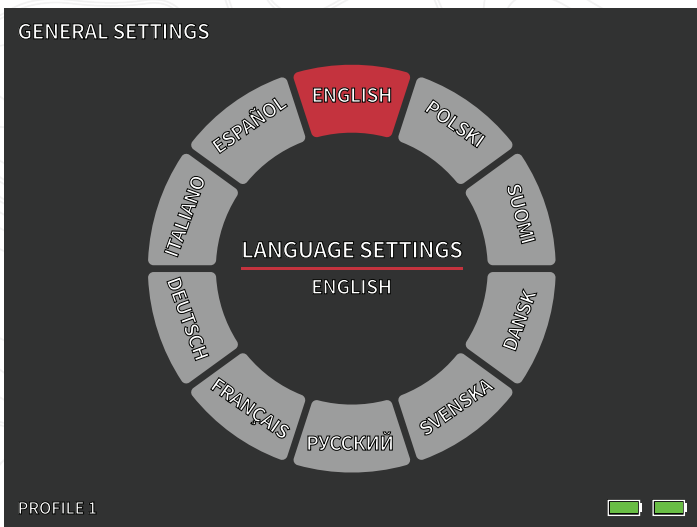 GENERAL SETTINGS
ENGLISH
POLSKI
SUOMI
DANSK
SVENSKA
РУССКИЙ
FRANÇAIS
DEUTSCH
ITALIANO
ESPAÑOL
LANGUAGE SETTINGS
ENGLISH
PROFILE 1